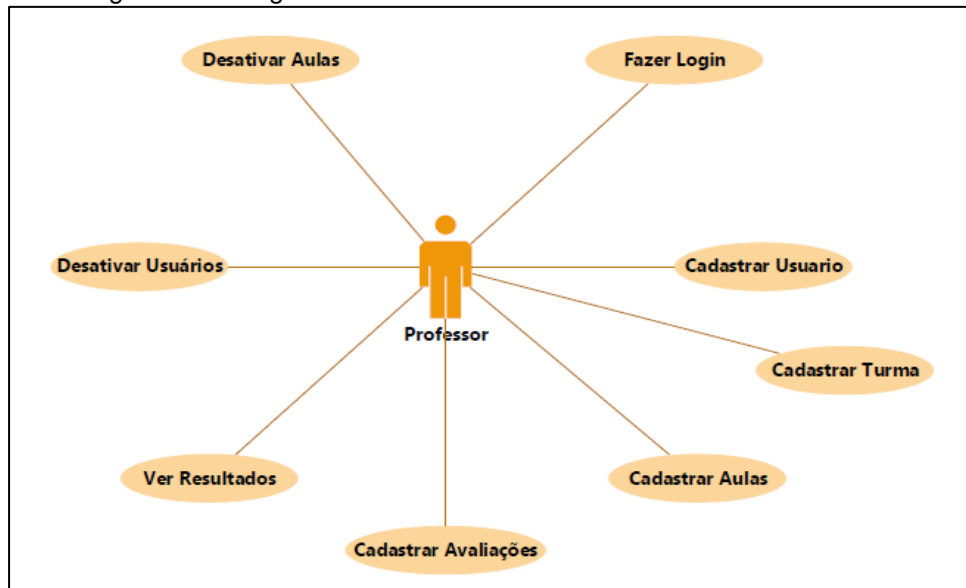 Desativar Aulas
Fazer Login
Desativar Usuários
Cadastrar Usuario
Professor
Cadastrar Turma
Ver Resultados
Cadastrar Aulas
Cadastrar Avaliações